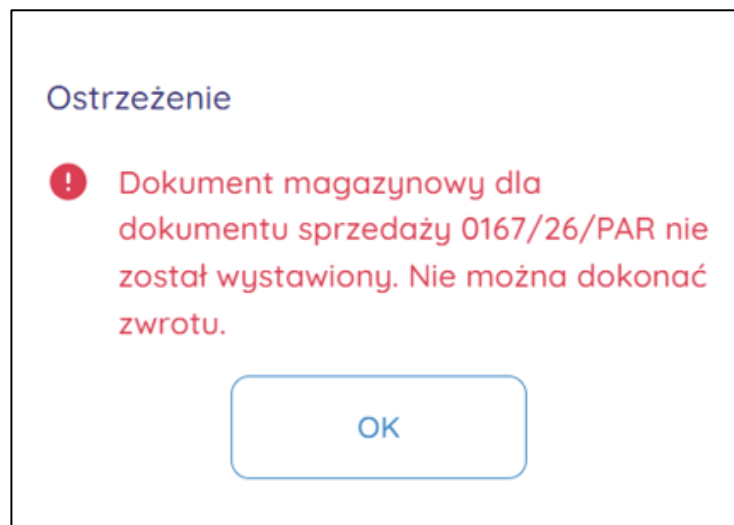 Ostrzeżenie
Dokument magazynowy dla
dokumentu sprzedaży 0167/26/PAR nie
został wystawiony. Nie można dokonać
zwrotu.
OK